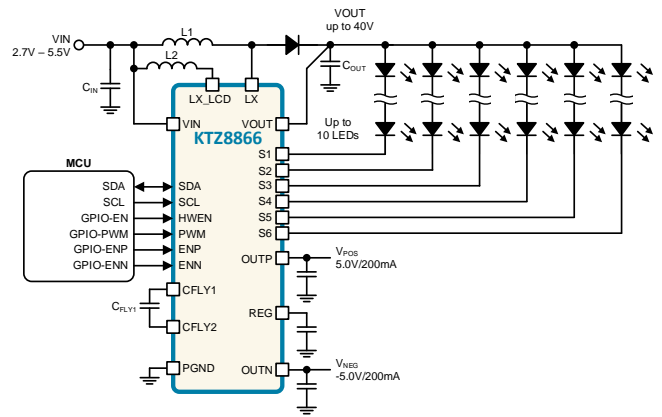 VOUT
up to 40V
VIN
2.7V – 5.5V
L1
L2
CIN
COUT
LX_LCD
LX
VIN
VOUT
KTZ8866
Up to
10 LEDs
S1
S2
S3
S4
S5
S6
MCU
SDA
SDA
SCL
SCL
GPIO-EN
HWEN
GPIO-PWM
PWM
GPIO-ENP
ENP
GPIO-ENN
ENN
OUTP
VPOS
5.0V/200mA
CFLY1
CFLY1
CFLY2
REG
PGND
OUTN
VNEG
-5.0V/200mA